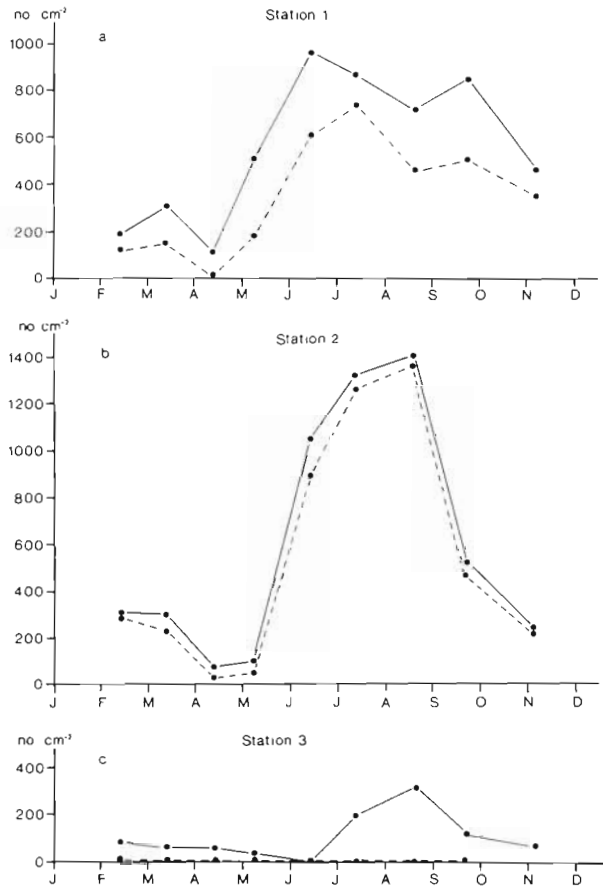 no cm⁻² Station 1
a
1000
800
600
400
200
0
J F M A M J J A S O N D
no cm⁻² Station 2
b
1400
1200
1000
800
600
400
200
0
J F M A M J J A S O N D
no cm⁻² Station 3
c
400
200
0
J F M A M J J A S O N D